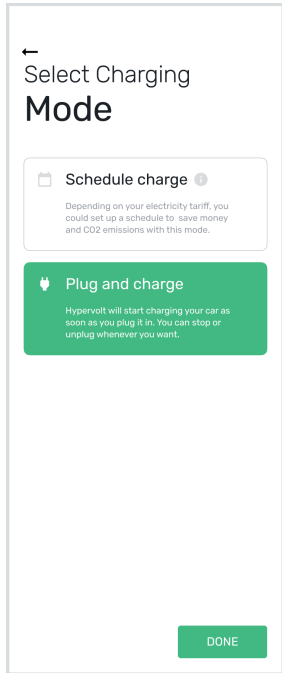 Select Charging
Mode
Schedule charge
Depending on your electricity tariff, you
could set up a schedule to save money
and CO2 emissions with this mode.
Plug and charge
Hypervolt will start charging your car as
soon as you plug it in. You can stop or
unplug whenever you want.
DONE